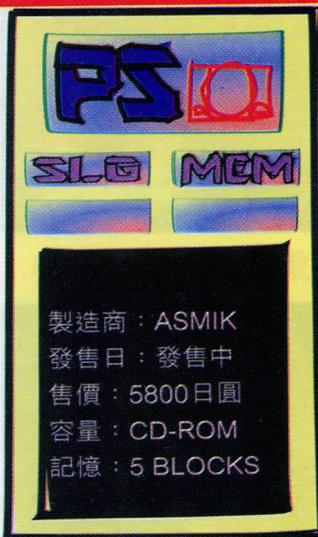 PS
SLG MEM
製造商：ASMIK
發售日：發售中
售價：5800日圓
容量：CD-ROM
記憶：5 BLOCKS